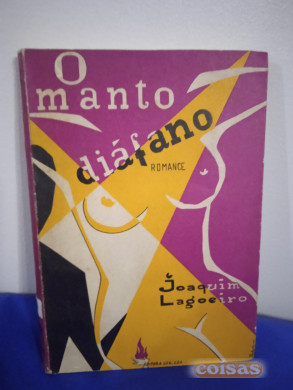 O
manto
diáfano
ROMANCE
Joaquim
Lagoeiro
coisas